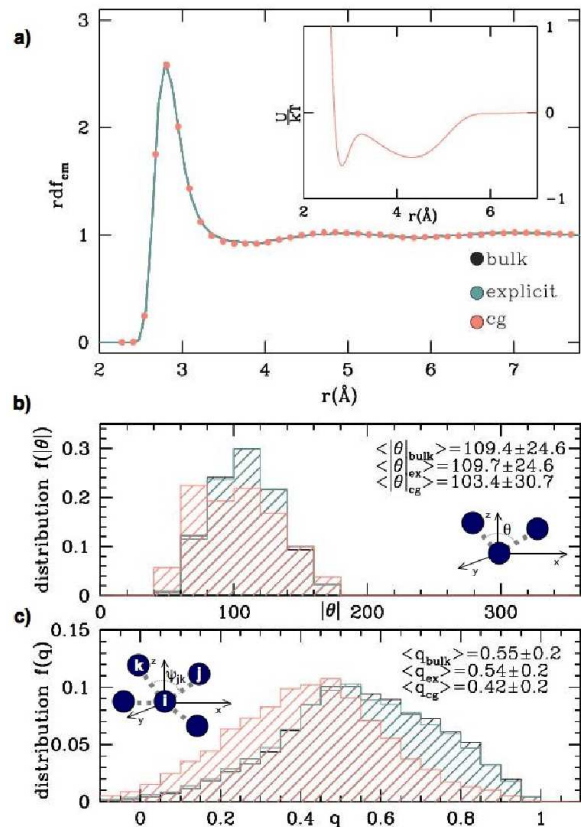 a)
3
2
1
0
rdf_cm
2 3 4 5 6 7
r(Å)
U/kT
1
0
-1
2 4 6
r(Å)
bulk
explicit
cg
b)
distribution f(|θ|)
0.3
0.2
0.1
0
<|θ|_bulk>=109.4±24.6
<|θ|_ex>=109.7±24.6
<|θ|_cg>=103.4±30.7
z
θ
y
x
0 100 |θ| 200 300
c)
distribution f(q)
0.15
0.1
0.05
0
k
z
ψ_jk
j
i
y
x
<q_bulk>=0.55±0.2
<q_ex>=0.54±0.2
<q_cg>=0.42±0.2
0 0.2 0.4 q 0.6 0.8 1